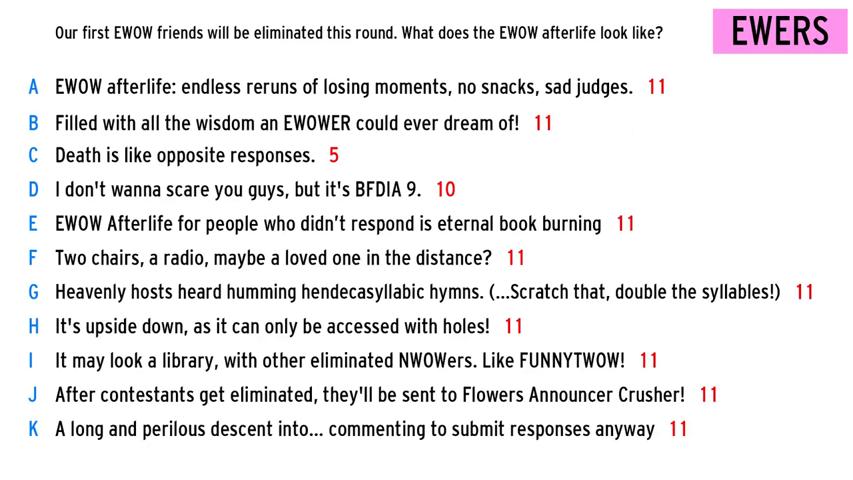 Our first EWOW friends will be eliminated this round. What does the EWOW afterlife look like?
EWERS
A EWOW afterlife: endless reruns of losing moments, no snacks, sad judges. 11
B Filled with all the wisdom an EWOWER could ever dream of! 11
C Death is like opposite responses. 5
D I don't wanna scare you guys, but it's BFDIA 9. 10
E EWOW Afterlife for people who didn’t respond is eternal book burning 11
F Two chairs, a radio, maybe a loved one in the distance? 11
G Heavenly hosts heard humming hendecasyllabic hymns. (...Scratch that, double the syllables!) 11
H It's upside down, as it can only be accessed with holes! 11
I It may look a library, with other eliminated NWOWers. Like FUNNYTWOW! 11
J After contestants get eliminated, they'll be sent to Flowers Announcer Crusher! 11
K A long and perilous descent into... commenting to submit responses anyway 11